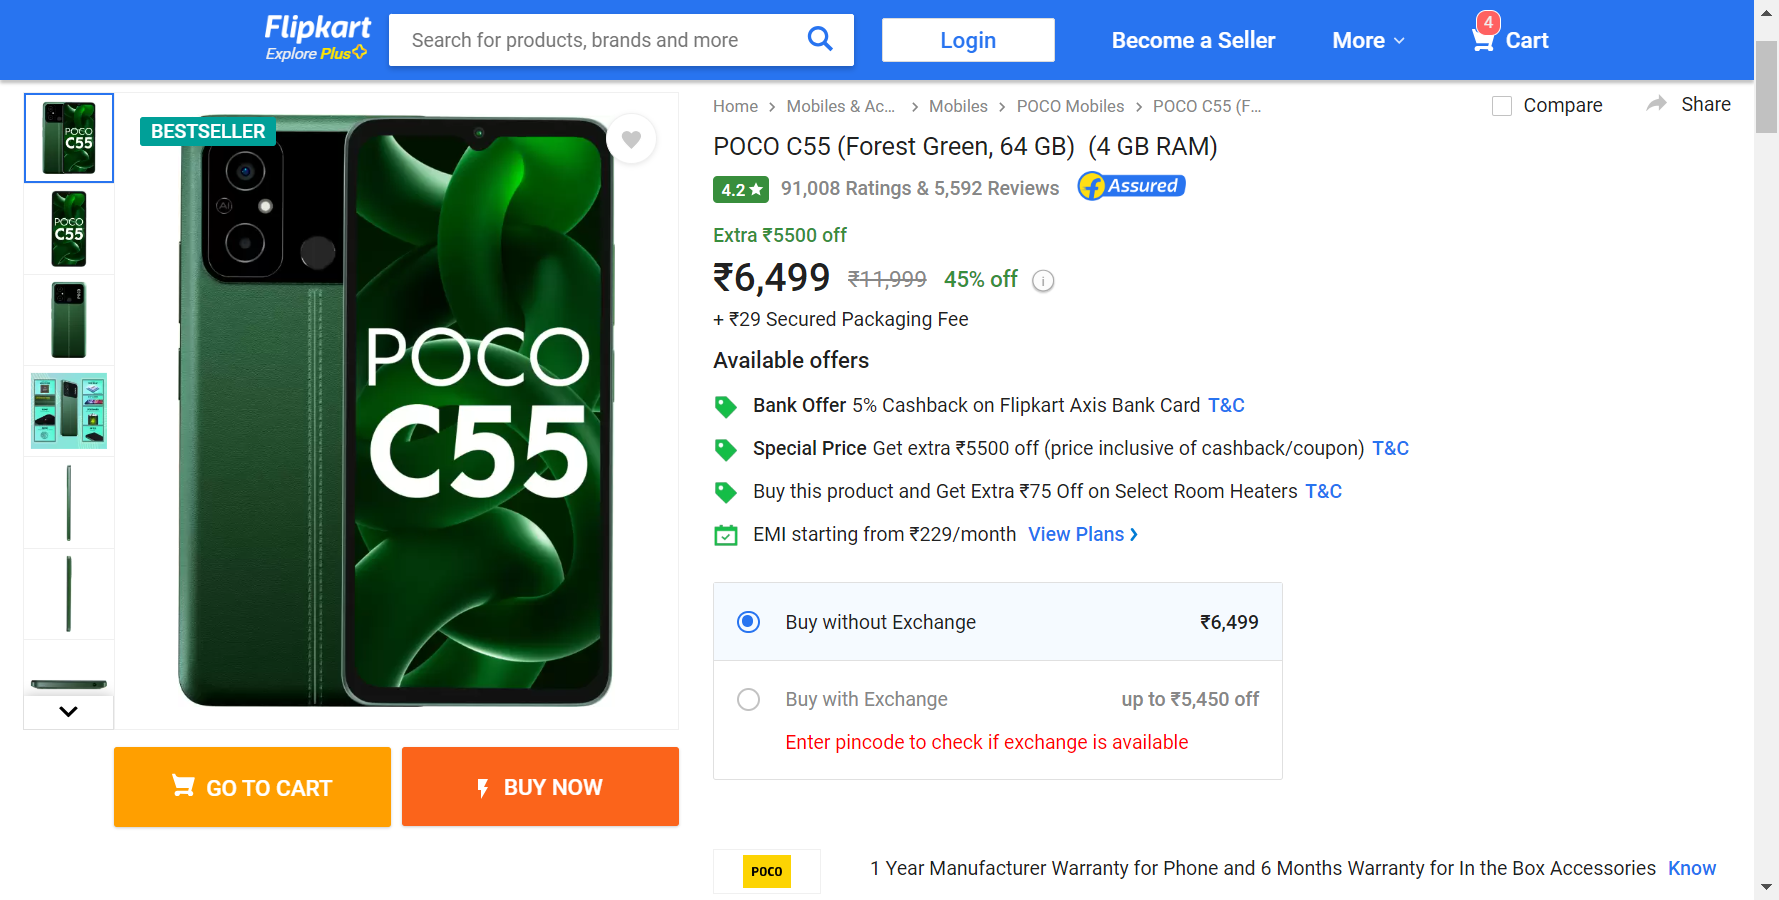 Flipkart
Explore Plus
Search for products, brands and more
Login
Become a Seller
More
4
Cart
POCO
C55
BESTSELLER
POCO
C55
POCO
C55
GO TO CART
BUY NOW
Home > Mobiles & Ac... > Mobiles > POCO Mobiles > POCO C55 (F...
Compare
Share
POCO C55 (Forest Green, 64 GB) (4 GB RAM)
4.2★ 91,008 Ratings & 5,592 Reviews Assured
Extra ₹5500 off
₹6,499 ₹11,999 45% off
+ ₹29 Secured Packaging Fee
Available offers
Bank Offer 5% Cashback on Flipkart Axis Bank Card T&C
Special Price Get extra ₹5500 off (price inclusive of cashback/coupon) T&C
Buy this product and Get Extra ₹75 Off on Select Room Heaters T&C
EMI starting from ₹229/month View Plans
Buy without Exchange ₹6,499
Buy with Exchange up to ₹5,450 off
Enter pincode to check if exchange is available
POCO
1 Year Manufacturer Warranty for Phone and 6 Months Warranty for In the Box Accessories Know